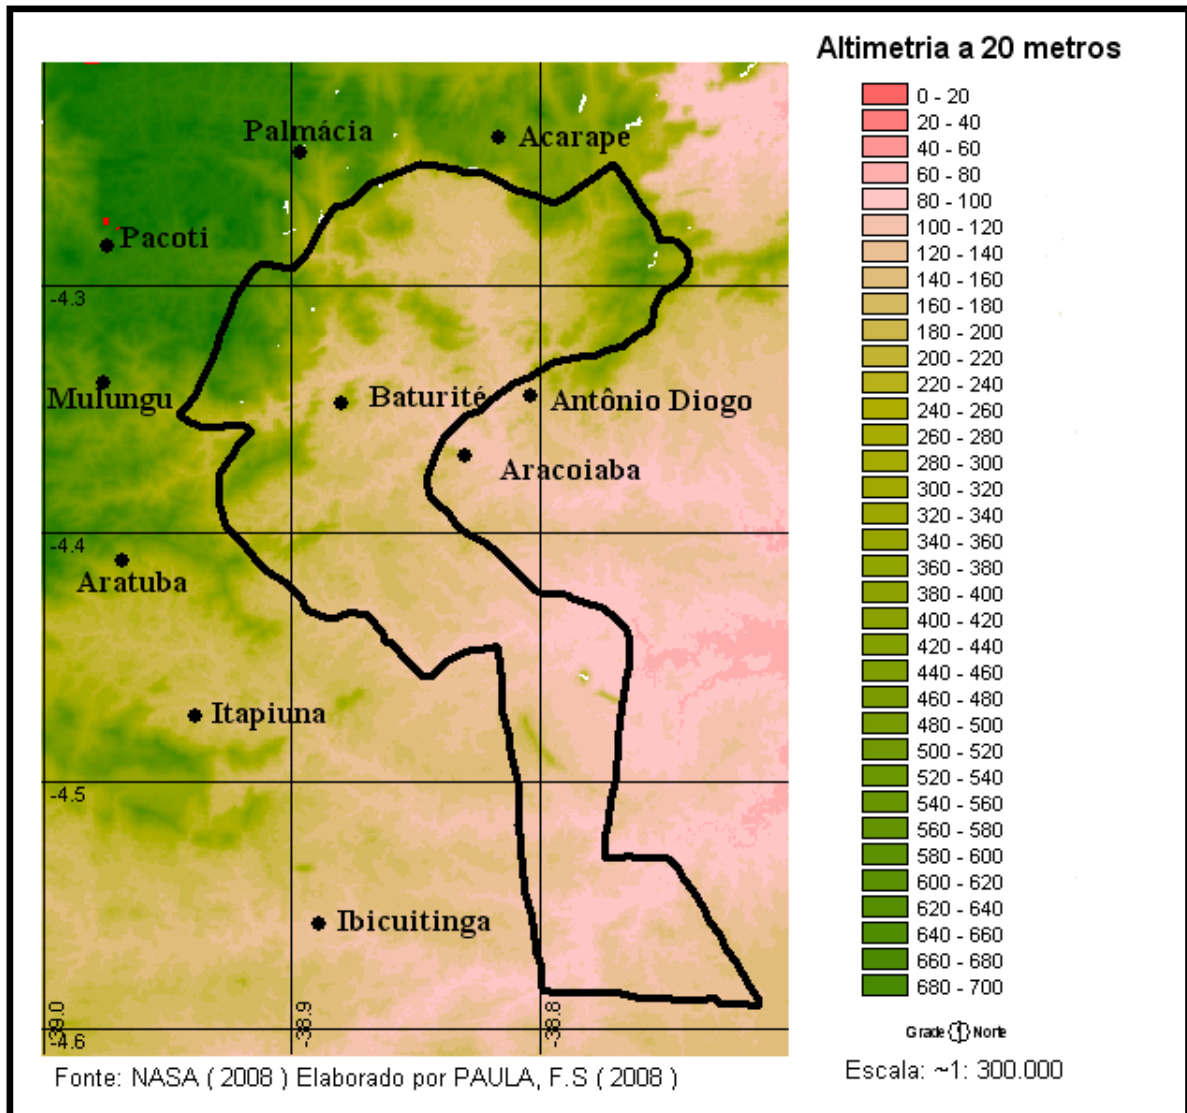 Altimetria a 20 metros
0 - 20
20 - 40
40 - 60
60 - 80
80 - 100
100 - 120
120 - 140
140 - 160
160 - 180
180 - 200
200 - 220
220 - 240
240 - 260
260 - 280
280 - 300
300 - 320
320 - 340
340 - 360
360 - 380
380 - 400
400 - 420
420 - 440
440 - 460
460 - 480
480 - 500
500 - 520
520 - 540
540 - 560
560 - 580
580 - 600
600 - 620
620 - 640
640 - 660
660 - 680
680 - 700
Grade 1 Norte
Escala: ~1: 300.000
Palmácia
Acarape
Pacoti
-4.3
Mulungu
Baturité
Antônio Diogo
Aracoiaba
-4.4
Aratuba
Itapiuna
-4.5
Ibicuitinga
-39.0
-38.9
-38.8
-4.6
Fonte: NASA ( 2008 ) Elaborado por PAULA, F.S ( 2008 )